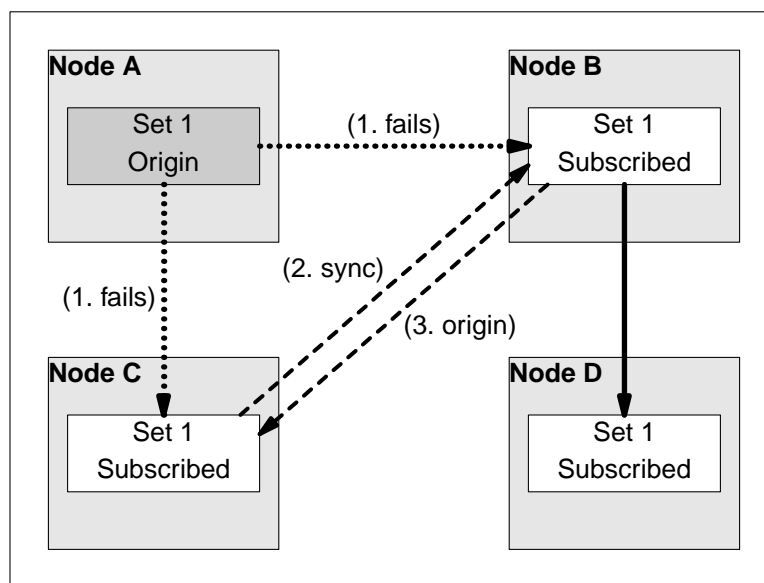 Node A
Set 1
Origin
(1. fails)
Node B
Set 1
Subscribed
(2. sync)
(1. fails)
(3. origin)
Node C
Set 1
Subscribed
Node D
Set 1
Subscribed